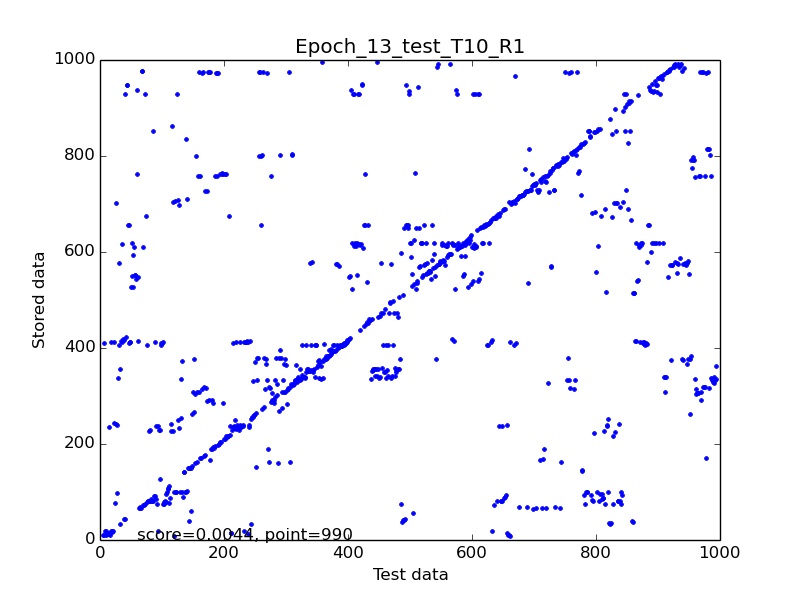 Epoch_13_test_T10_R1
1000
800
Stored data
600
400
200
0
score=0.0044, point=990
0 200 400 600 800 1000
Test data